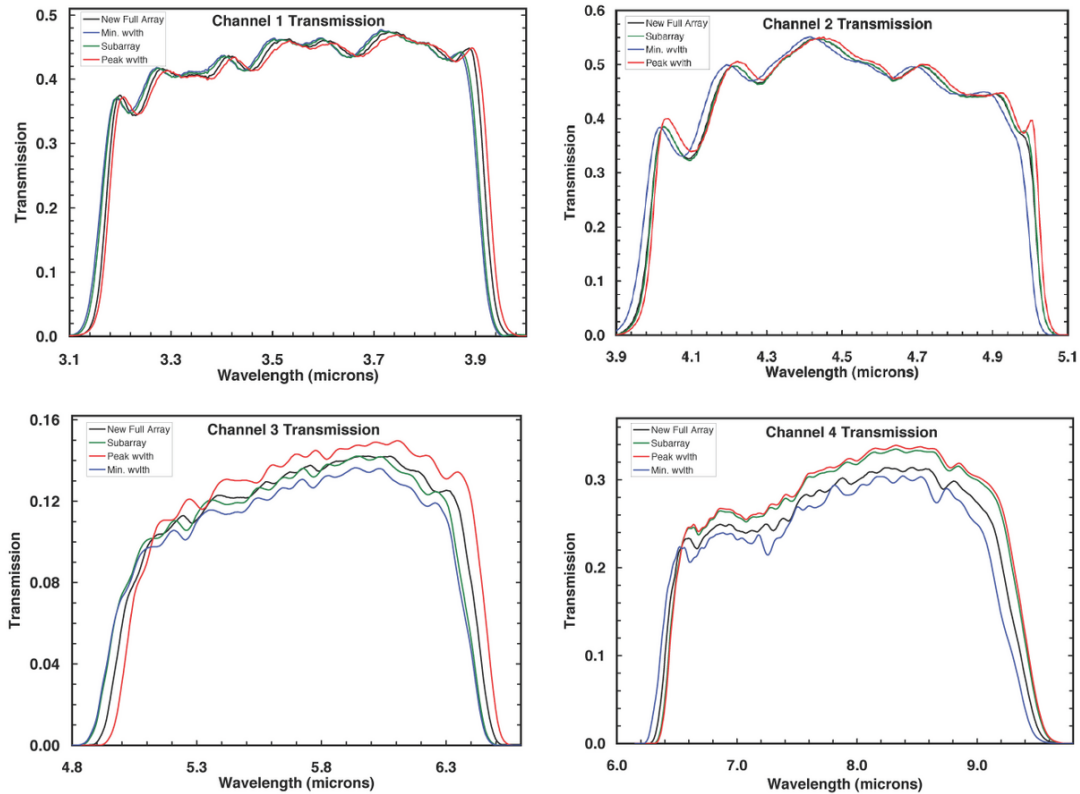 Channel 1 Transmission
New Full Array
Min. wvlth
Subarray
Peak wvlth
0.5
0.4
0.3
0.2
0.1
0.0
Transmission
3.1 3.3 3.5 3.7 3.9
Wavelength (microns)
Channel 2 Transmission
New Full Array
Subarray
Min. wvlth
Peak wvlth
0.6
0.5
0.4
0.3
0.2
0.1
0.0
Transmission
3.9 4.1 4.3 4.5 4.7 4.9 5.1
Wavelength (microns)
Channel 3 Transmission
New Full Array
Subarray
Peak wvlth
Min. wvlth
0.16
0.12
0.08
0.04
0.00
Transmission
4.8 5.3 5.8 6.3
Wavelength (microns)
Channel 4 Transmission
New Full Array
Subarray
Peak wvlth
Min. wvlth
0.3
0.2
0.1
0.0
Transmission
6.0 7.0 8.0 9.0
Wavelength (microns)